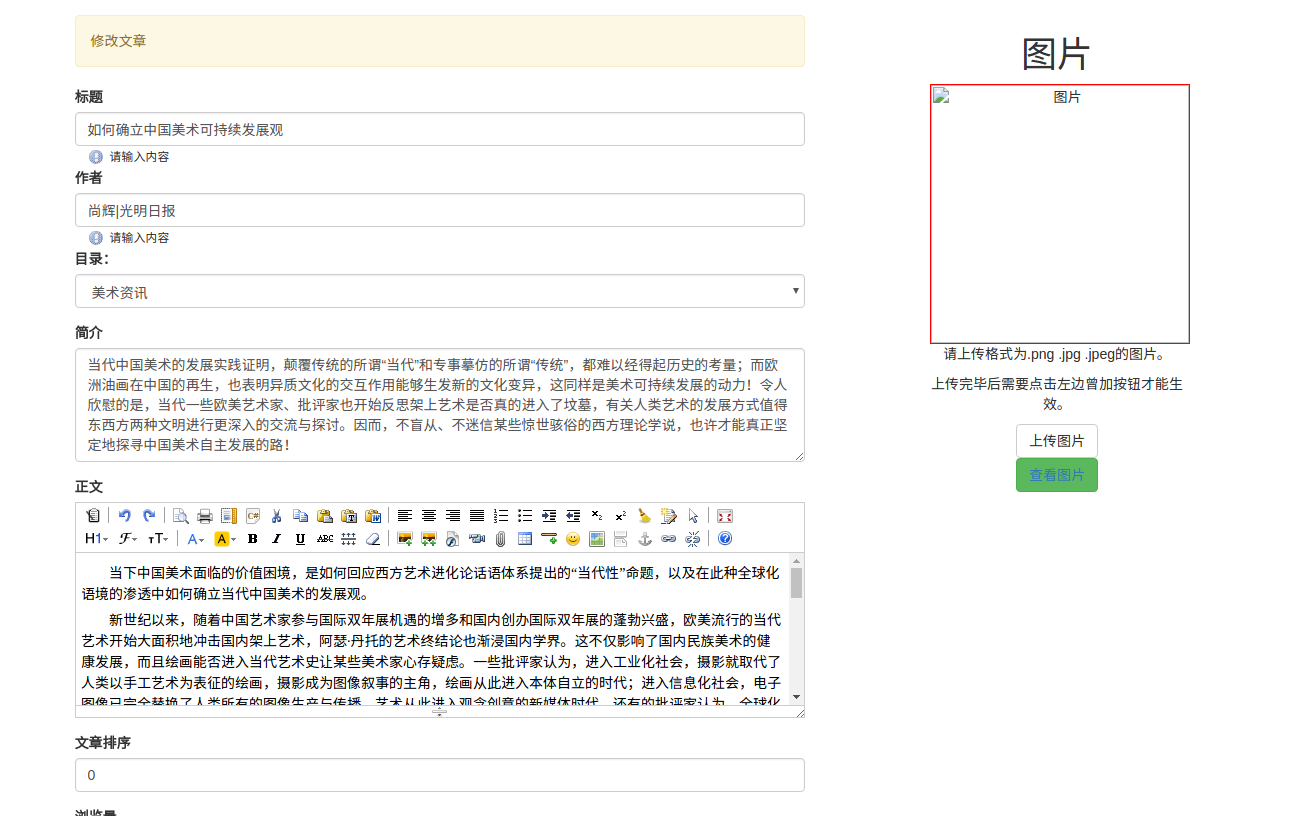 修改文章
标题
如何确立中国美术可持续发展观
请输入内容
作者
尚辉|光明日报
请输入内容
目录：
美术资讯
简介
当代中国美术的发展实践证明，颠覆传统的所谓“当代”和专事摹仿的所谓“传统”，都难以经得起历史的考量；而欧
洲油画在中国的再生，也表明异质文化的交互作用能够生发新的文化变异，这同样是美术可持续发展的动力！令人
欣慰的是，当代一些欧美艺术家、批评家也开始反思架上艺术是否真的进入了坟墓，有关人类艺术的发展方式值得
东西方两种文明进行更深入的交流与探讨。因而，不盲从、不迷信某些惊世骇俗的西方理论学说，也许才能真正坚
定地探寻中国美术自主发展的路！
正文
C#
H1 F TT A A B I U ABC
当下中国美术面临的价值困境，是如何回应西方艺术进化论话语体系提出的“当代性”命题，以及在此种全球化
语境的渗透中如何确立当代中国美术的发展观。
新世纪以来，随着中国艺术家参与国际双年展机遇的增多和国内创办国际双年展的蓬勃兴盛，欧美流行的当代
艺术开始大面积地冲击国内架上艺术，阿瑟·丹托的艺术终结论也渐浸国内学界。这不仅影响了国内民族美术的健
康发展，而且绘画能否进入当代艺术史让某些美术家心存疑虑。一些批评家认为，进入工业化社会，摄影就取代了
人类以手工艺术为表征的绘画，摄影成为图像叙事的主角，绘画从此进入本体自立的时代；进入信息化社会，电子
图像已完全替换了人类所有的图像生产与传播，艺术从此进入观念创意的新媒体时代。还有的批评家认为，全球化
文章排序
0
浏览量
图片
图片
请上传格式为.png .jpg .jpeg的图片。
上传完毕后需要点击左边曾加按钮才能生
效。
上传图片
查看图片